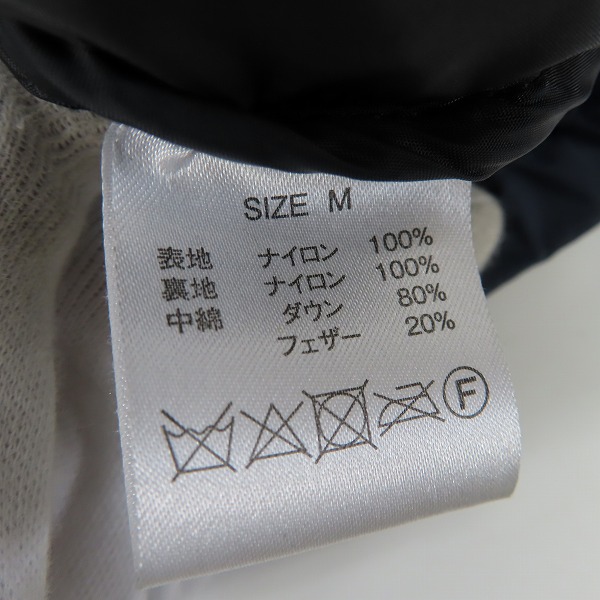 SIZE M
表地 ナイロン 100%
裏地 ナイロン 100%
中綿 ダウン 80%
フェザー 20%
F